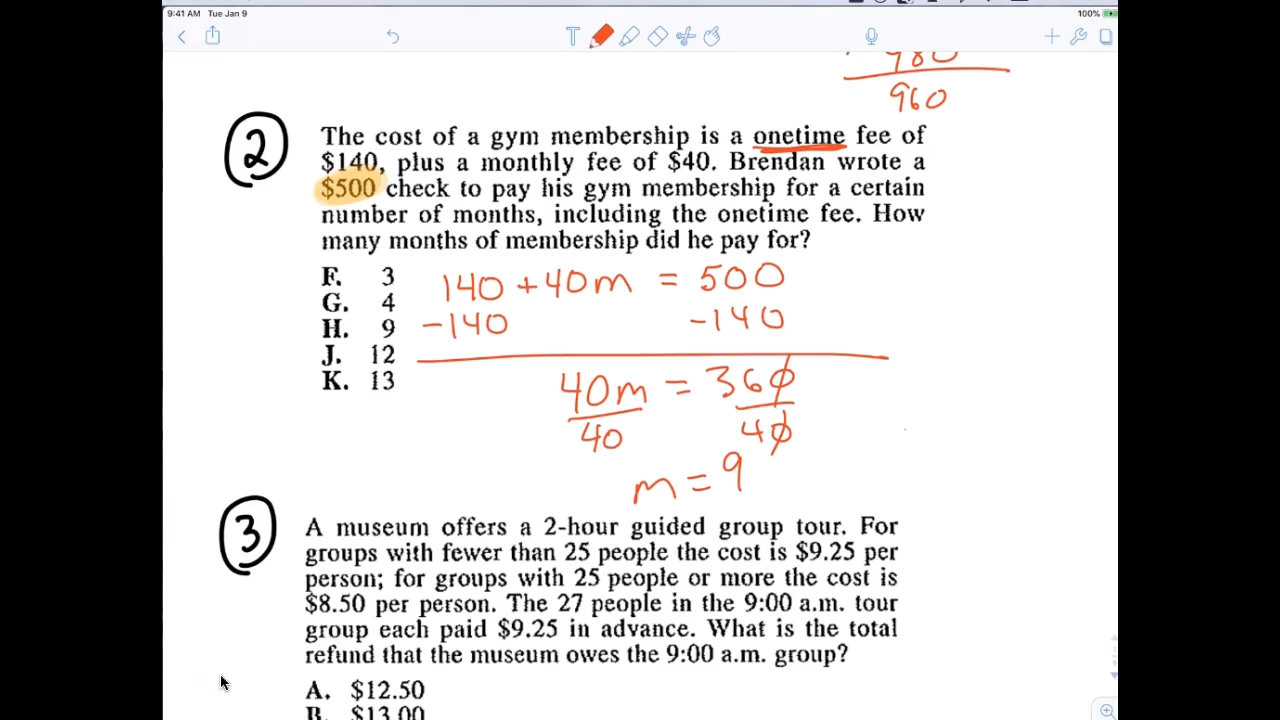 9:41 AM Tue Jan 9
100%
960
2
The cost of a gym membership is a onetime fee of
$140, plus a monthly fee of $40. Brendan wrote a
$500 check to pay his gym membership for a certain
number of months, including the onetime fee. How
many months of membership did he pay for?
F. 3
G. 4
H. 9
J. 12
K. 13
140 + 40m = 500
-140 -140
40m = 360
40 40
m = 9
3
A museum offers a 2-hour guided group tour. For
groups with fewer than 25 people the cost is $9.25 per
person; for groups with 25 people or more the cost is
$8.50 per person. The 27 people in the 9:00 a.m. tour
group each paid $9.25 in advance. What is the total
refund that the museum owes the 9:00 a.m. group?
A. $12.50
B. $13.00